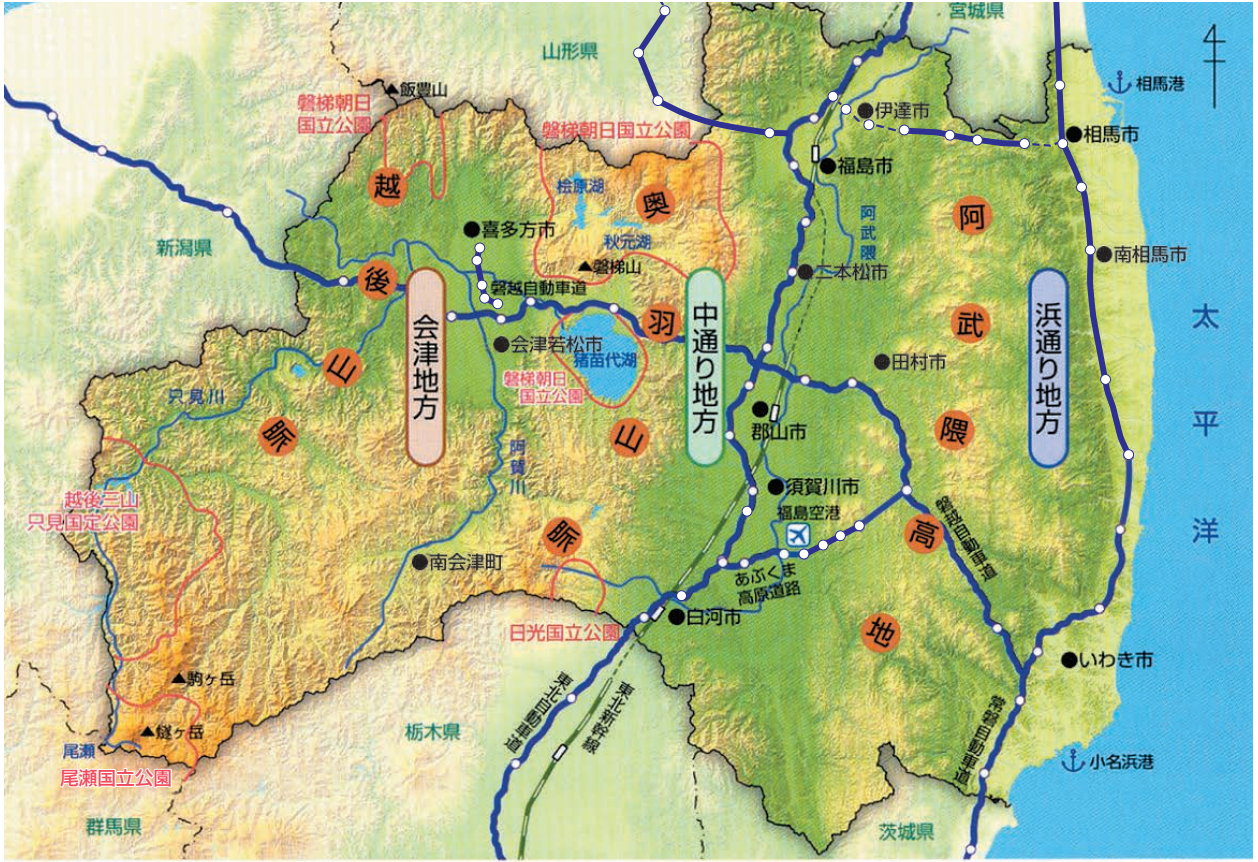 宮城県
山形県
飯豊山
磐梯朝日
国立公園
磐梯朝日国立公園
相馬港
伊達市
相馬市
福島市
越
桧原湖
奥
阿
阿武隈
喜多方市
秋元湖
新潟県
磐梯山
南相馬市
二本松市
後
磐越自動車道
会津地方
中通り地方
浜通り地方
羽
武
太平洋
会津若松市
猪苗代湖
山
田村市
磐梯朝日
国立公園
只見川
郡山市
脈
山
隈
阿賀川
越後三山
只見国定公園
須賀川市
福島空港
磐越自動車道
脈
高
南会津町
あぶくま
高原道路
白河市
日光国立公園
地
いわき市
駒ヶ岳
東北自動車道
東北新幹線
常磐自動車道
栃木県
燧ヶ岳
尾瀬
尾瀬国立公園
小名浜港
群馬県
茨城県